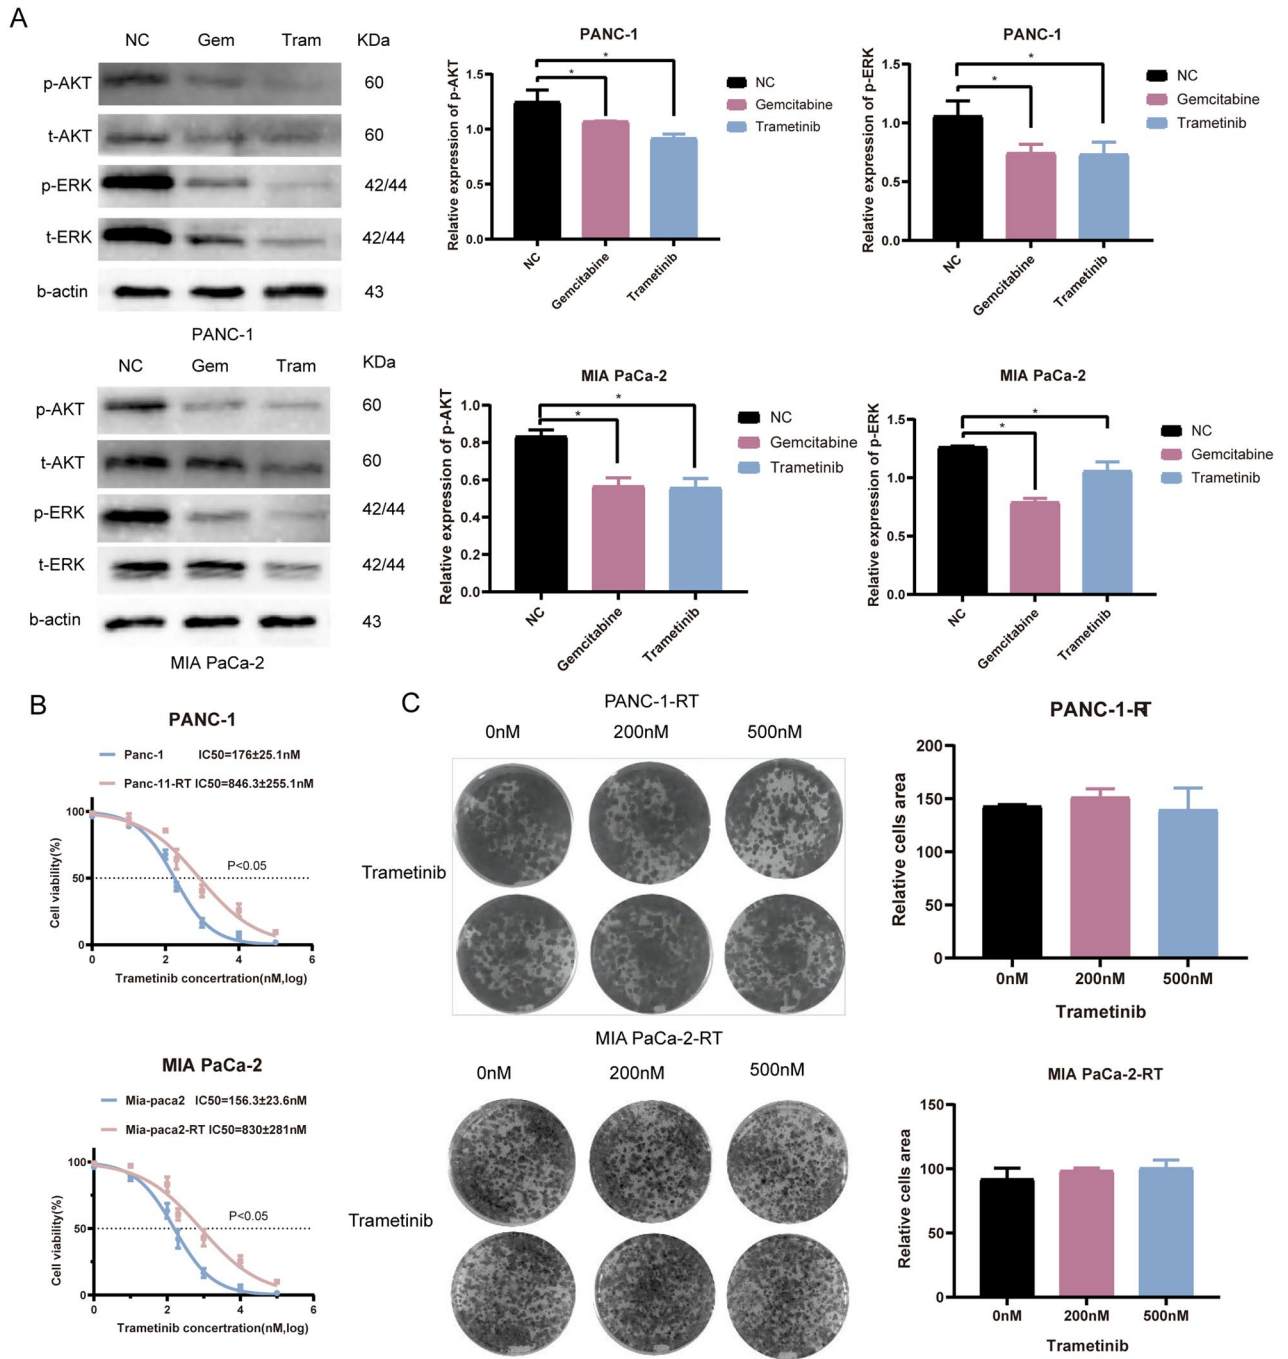 A
NC Gem Tram KDa
p-AKT 60
t-AKT 60
p-ERK 42/44
t-ERK 42/44
b-actin 43
PANC-1
PANC-1
Relative expression of p-AKT
1.5
1.0
0.5
0.0
* *
NC
Gemcitabine
Trametinib
NC
Gemcitabine
Trametinib
PANC-1
Relative expression of p-ERK
1.5
1.0
0.5
0.0
* *
NC
Gemcitabine
Trametinib
NC
Gemcitabine
Trametinib
NC Gem Tram KDa
p-AKT 60
t-AKT 60
p-ERK 42/44
t-ERK 42/44
b-actin 43
MIA PaCa-2
MIA PaCa-2
Relative expression of p-AKT
1.0
0.8
0.6
0.4
0.2
0.0
* *
NC
Gemcitabine
Trametinib
NC
Gemcitabine
Trametinib
MIA PaCa-2
Relative expression of p-ERK
1.5
1.0
0.5
0.0
* *
NC
Gemcitabine
Trametinib
NC
Gemcitabine
Trametinib
B
PANC-1
Panc-1 IC50=176±25.1nM
Panc-11-RT IC50=846.3±255.1nM
Cell viability(%)
100
50
0
P<0.05
0 2 4 6
Trametinib concertration(nM,log)
MIA PaCa-2
Mia-paca2 IC50=156.3±23.6nM
Mia-paca2-RT IC50=830±281nM
Cell viability(%)
100
50
0
P<0.05
0 2 4 6
Trametinib concertration(nM,log)
C
PANC-1-RT
0nM 200nM 500nM
Trametinib
MIA PaCa-2-RT
0nM 200nM 500nM
Trametinib
PANC-1-RT
Relative cells area
200
150
100
50
0
0nM 200nM 500nM
Trametinib
MIA PaCa-2-RT
Relative cells area
150
100
50
0
0nM 200nM 500nM
Trametinib